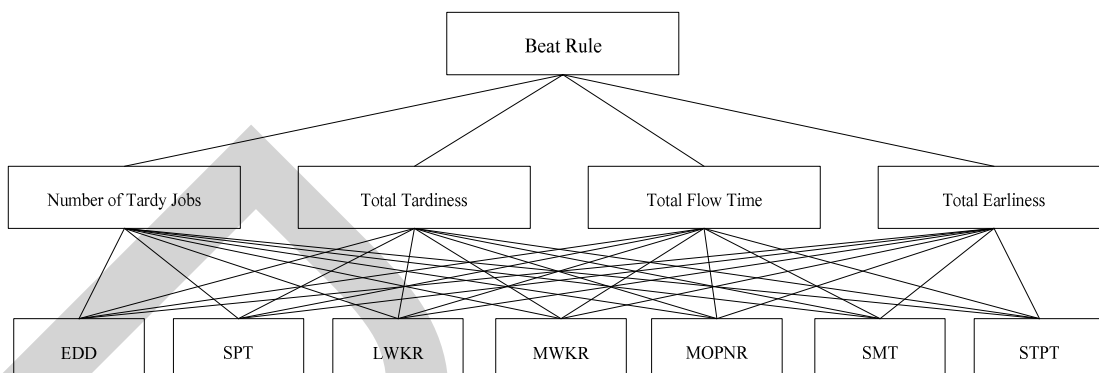 Beat Rule
Number of Tardy Jobs
Total Tardiness
Total Flow Time
Total Earliness
EDD
SPT
LWKR
MWKR
MOPNR
SMT
STPT